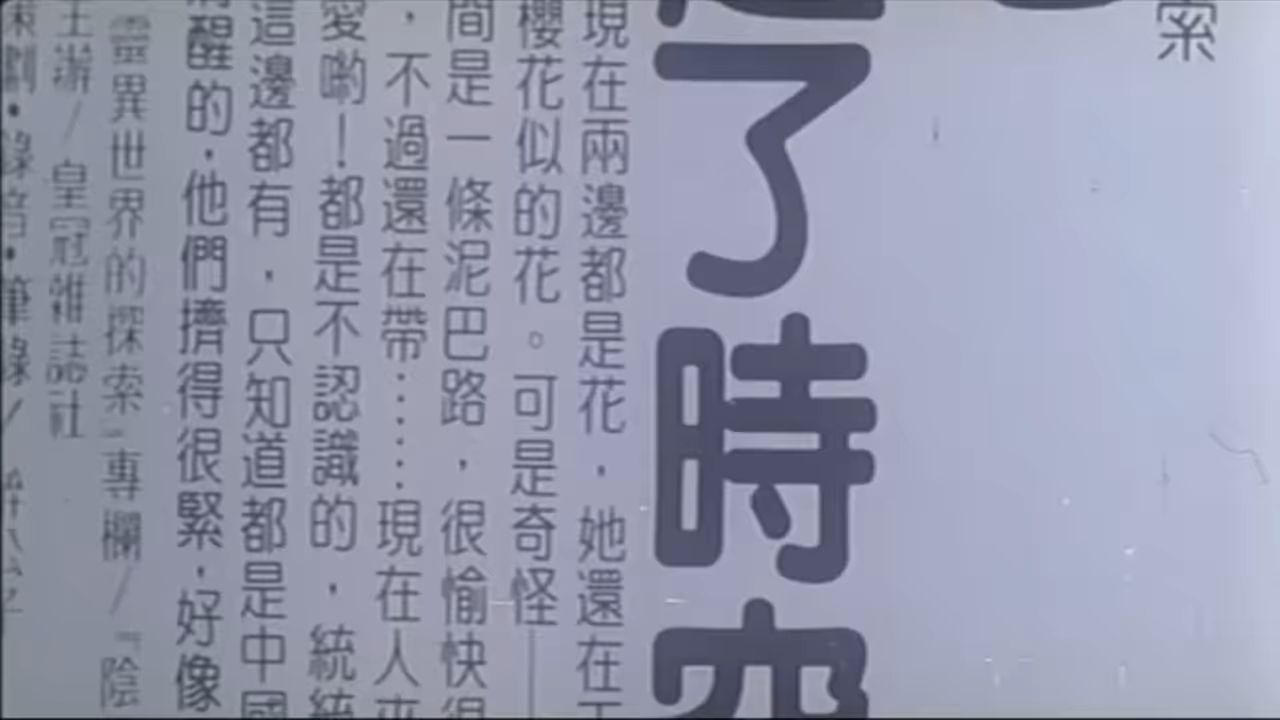 索
了時空
現在兩邊都是花，她還在
櫻花似的花。可是奇怪——
間是一條泥巴路，很愉快很
，不過還在帶……現在人來
愛喲！都是不認識的，統統
這邊都有，只知道都是中國
醒的，他們擠得很緊，好像
靈異世界的探索」專欄／『陰
主辦／皇冠雜誌社
策劃•錄音•筆錄／